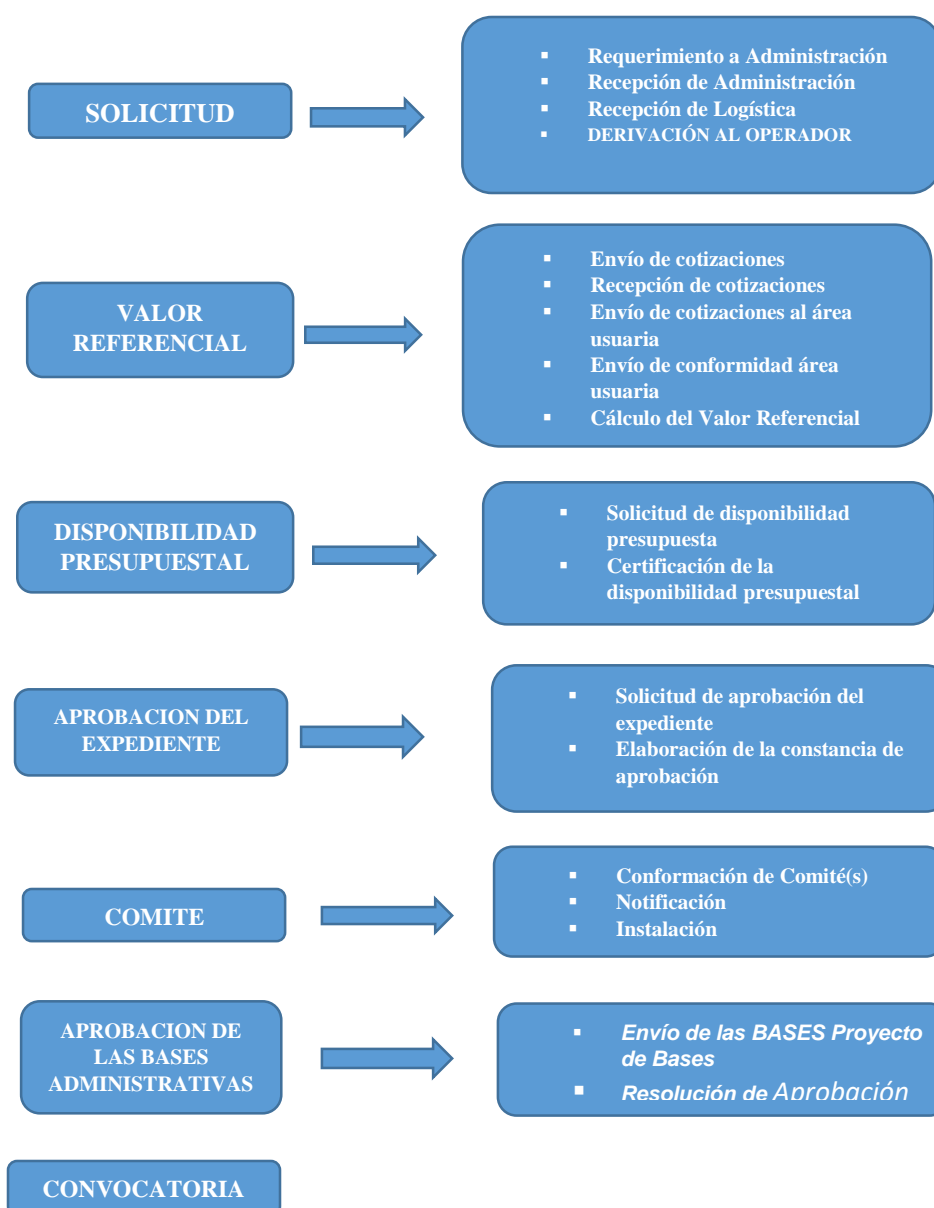 SOLICITUD
▪ Requerimiento a Administración
▪ Recepción de Administración
▪ Recepción de Logística
▪ DERIVACIÓN AL OPERADOR
VALOR
REFERENCIAL
▪ Envío de cotizaciones
▪ Recepción de cotizaciones
▪ Envío de cotizaciones al área
usuaria
▪ Envío de conformidad área
usuaria
▪ Cálculo del Valor Referencial
DISPONIBILIDAD
PRESUPUESTAL
▪ Solicitud de disponibilidad
presupuesta
▪ Certificación de la
disponibilidad presupuestal
APROBACION DEL
EXPEDIENTE
▪ Solicitud de aprobación del
expediente
▪ Elaboración de la constancia de
aprobación
COMITE
▪ Conformación de Comité(s)
▪ Notificación
▪ Instalación
APROBACION DE
LAS BASES
ADMINISTRATIVAS
▪ Envío de las BASES Proyecto
de Bases
▪ Resolución de Aprobación
CONVOCATORIA